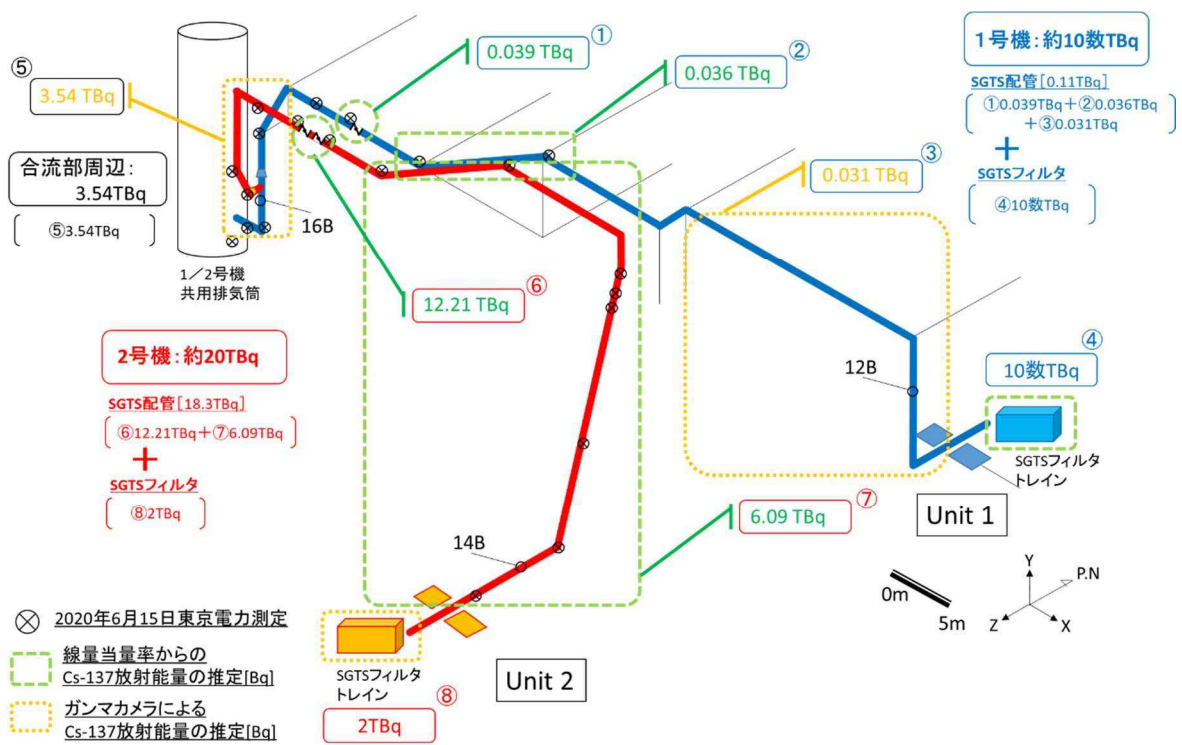 ⑤
3.54 TBq
合流部周辺:
3.54TBq
⑤3.54TBq
1/2号機
共用排気筒
16B
0.039 TBq
①
0.036 TBq
②
1号機:約10数TBq
SGTS配管[0.11TBq]
①0.039TBq+②0.036TBq
+③0.031TBq
+
SGTSフィルタ
④10数TBq
③
0.031 TBq
⑥
12.21 TBq
2号機:約20TBq
SGTS配管[18.3TBq]
⑥12.21TBq+⑦6.09TBq
+
SGTSフィルタ
⑧2TBq
12B
④
10数TBq
SGTSフィルタ
トレイン
Unit 1
⑦
6.09 TBq
14B
0m
5m
Y
P.N
Z
X
SGTSフィルタ
トレイン
Unit 2
⑧
2TBq
2020年6月15日東京電力測定
線量当量率からの
Cs-137放射能量の推定[Bq]
ガンマカメラによる
Cs-137放射能量の推定[Bq]